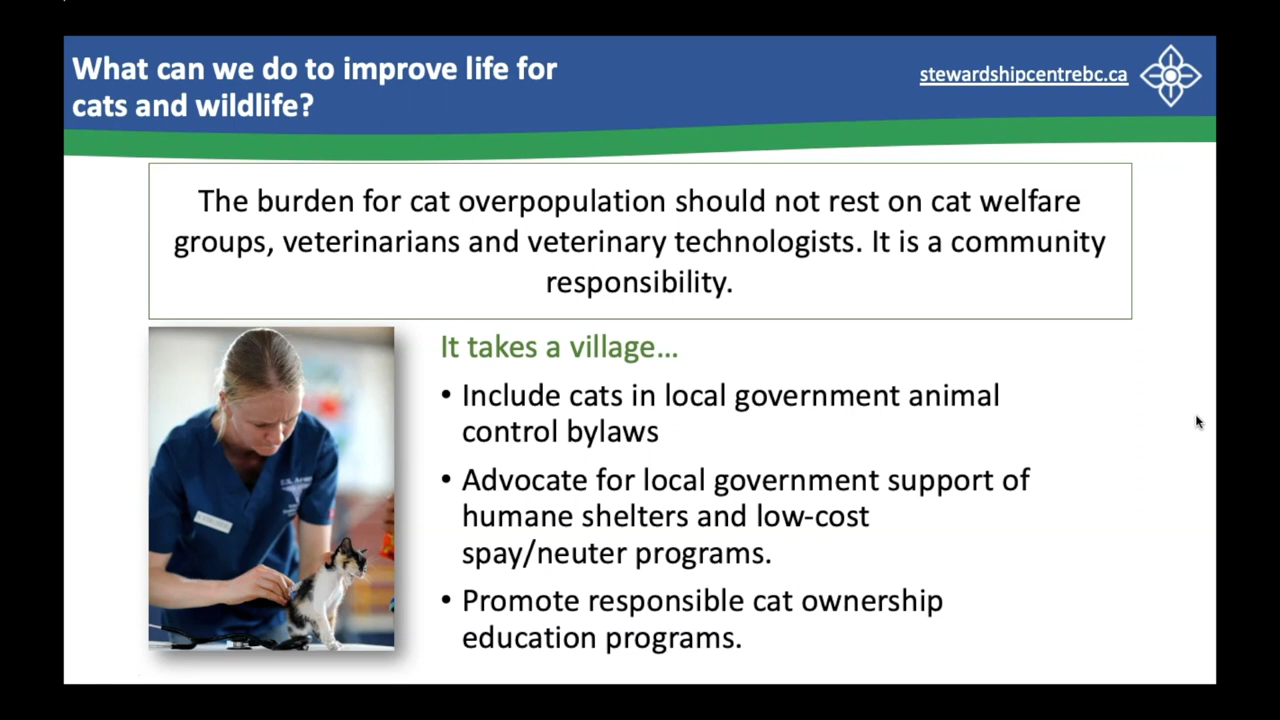 What can we do to improve life for
cats and wildlife?
stewardshipcentrebc.ca
The burden for cat overpopulation should not rest on cat welfare
groups, veterinarians and veterinary technologists. It is a community
responsibility.
It takes a village...
• Include cats in local government animal
control bylaws
• Advocate for local government support of
humane shelters and low-cost
spay/neuter programs.
• Promote responsible cat ownership
education programs.